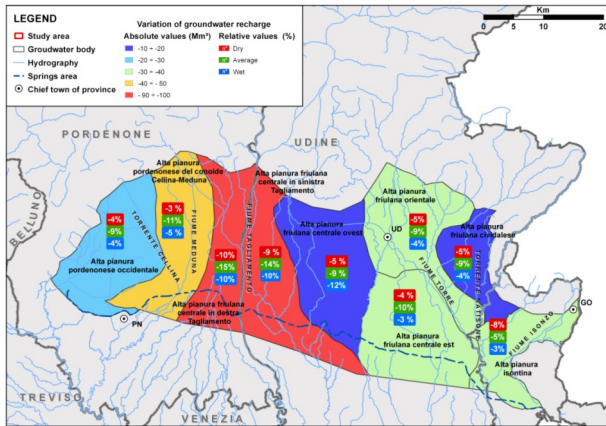 LEGEND
Study area
Groudwater body
Hydrography
Springs area
Chief town of province
Variation of groundwater recharge
Absolute values (Mm³)
-10 ÷ -20
-20 ÷ -30
-30 ÷ -40
-40 ÷ -50
-90 ÷ -100
Relative values (%)
n° Dry
n° Average
n° Wet
Km
0 5 10 20
PORDENONE
UDINE
BELLUNO
TREVISO
VENEZIA
Alta pianura
pordenonese del conoide
Cellina-Meduna
-3 %
-11%
-5 %
-4%
-9%
-4%
Alta pianura
pordenonese occidentale
TORRENTE CELLINA
FIUME MEDUNA
PN
-10%
-15%
-10%
Alta pianura friulana
centrale in destra
Tagliamento
FIUME TAGLIAMENTO
Alta pianura friulana
centrale in sinistra
Tagliamento
-9 %
-14%
-10%
Alta pianura
friulana centrale ovest
-5 %
-9 %
-12%
Alta pianura
friulana orientale
-5%
-9%
-4%
UD
FIUME TORRE
-4 %
-10%
-3 %
Alta pianura
friulana centrale est
Alta pianura
friulana cividalese
-5%
-9%
-4%
-8%
-5%
-3%
FIUME ISONZO
GO
Alta pianura
isontina